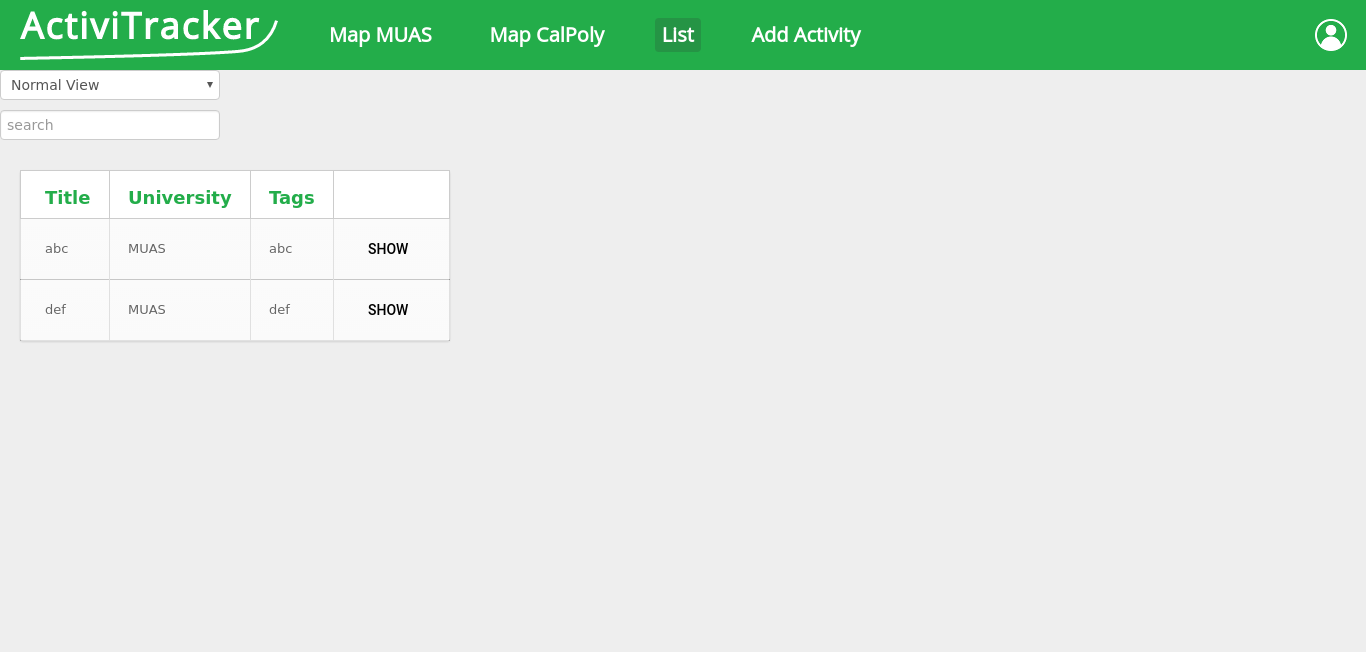 ActiviTracker Map MUAS Map CalPoly List Add Activity
Normal View
search
Title University Tags
abc MUAS abc SHOW
def MUAS def SHOW